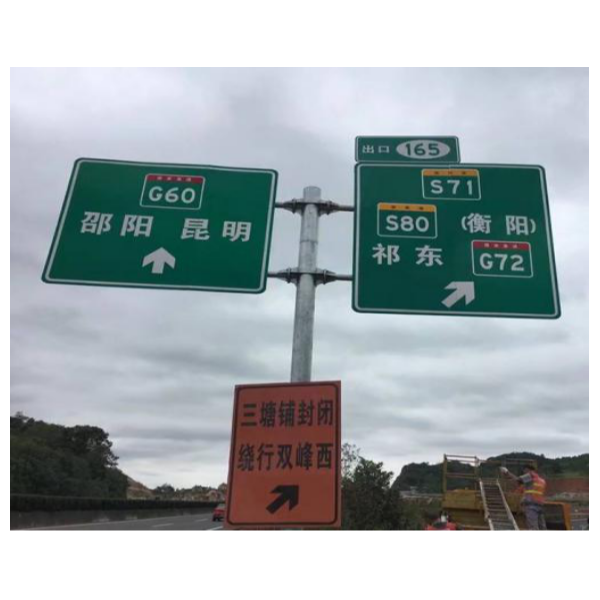 G60
邵阳 昆明
出口 165
S71
S80 (衡阳)
祁东 G72
三塘铺封闭
绕行双峰西